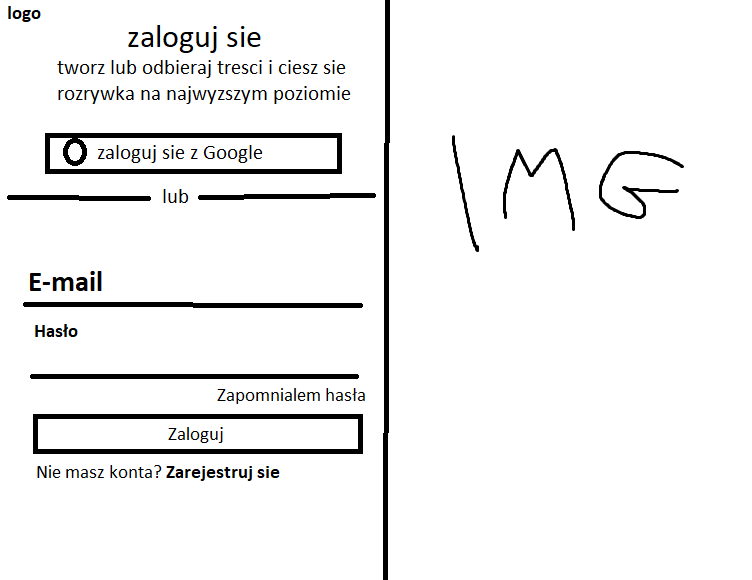 logo
zaloguj sie
tworz lub odbieraj tresci i ciesz sie
rozrywka na najwyzszym poziomie
zaloguj sie z Google
lub
E-mail
Hasło
Zapomnialem hasła
Zaloguj
Nie masz konta? Zarejestruj sie
IMG